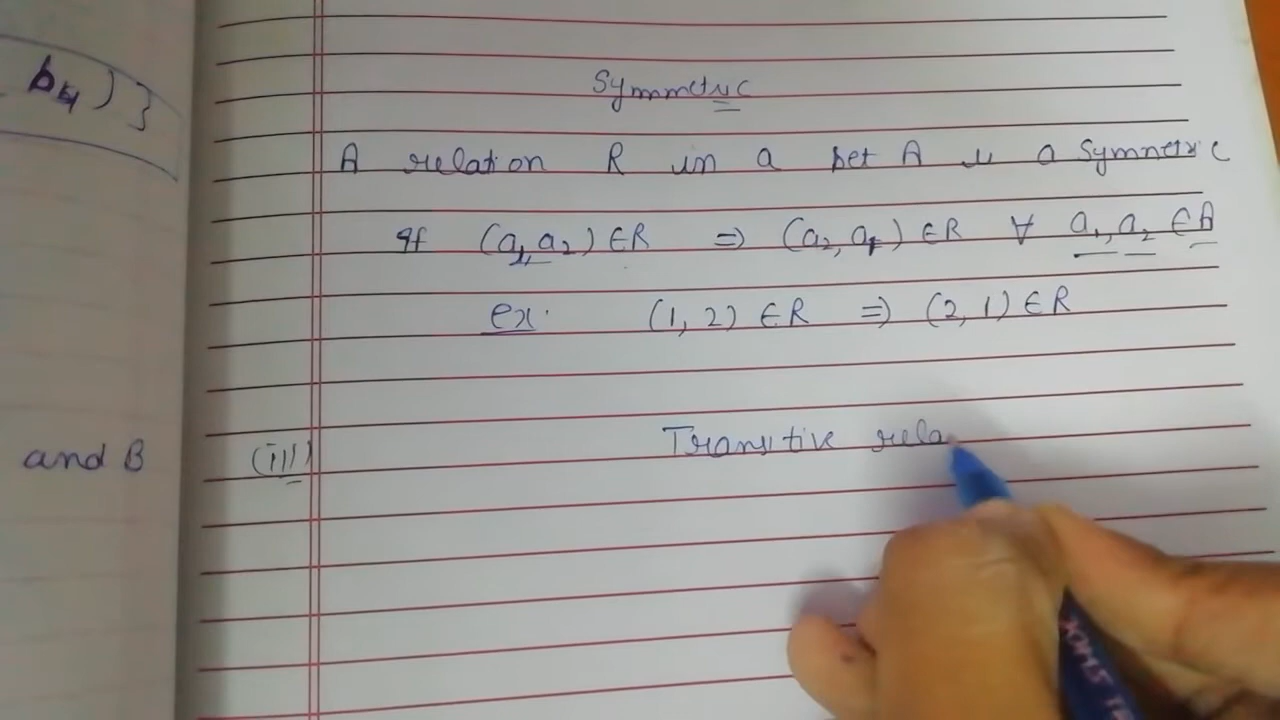 b4)}
Symmetric
A relation R in a set A is a Symmetric
If (a1, a2) ∈ R ⇒ (a2, a1) ∈ R ∀ a1, a2 ∈ A
ex. (1, 2) ∈ R ⇒ (2, 1) ∈ R
and B
(iii) Transitive rela